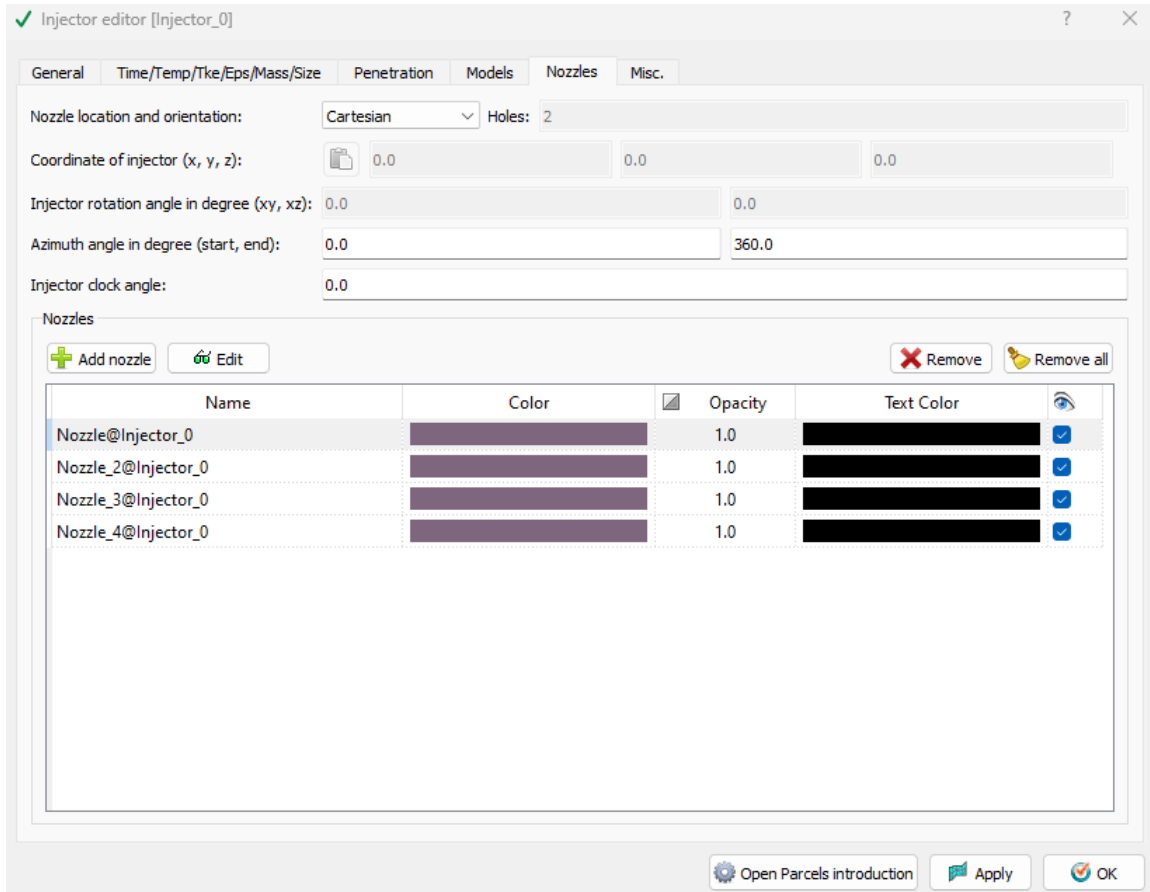 Injector editor [Injector_0] ?
General Time/Temp/Tke/Eps/Mass/Size Penetration Models Nozzles Misc.
Nozzle location and orientation: Cartesian Holes: 2
Coordinate of injector (x, y, z): 0.0 0.0 0.0
Injector rotation angle in degree (xy, xz): 0.0 0.0
Azimuth angle in degree (start, end): 0.0 360.0
Injector clock angle: 0.0
Nozzles
Add nozzle Edit Remove Remove all
Name Color Opacity Text Color
Nozzle@Injector_0 1.0
Nozzle_2@Injector_0 1.0
Nozzle_3@Injector_0 1.0
Nozzle_4@Injector_0 1.0
Open Parcels introduction Apply OK